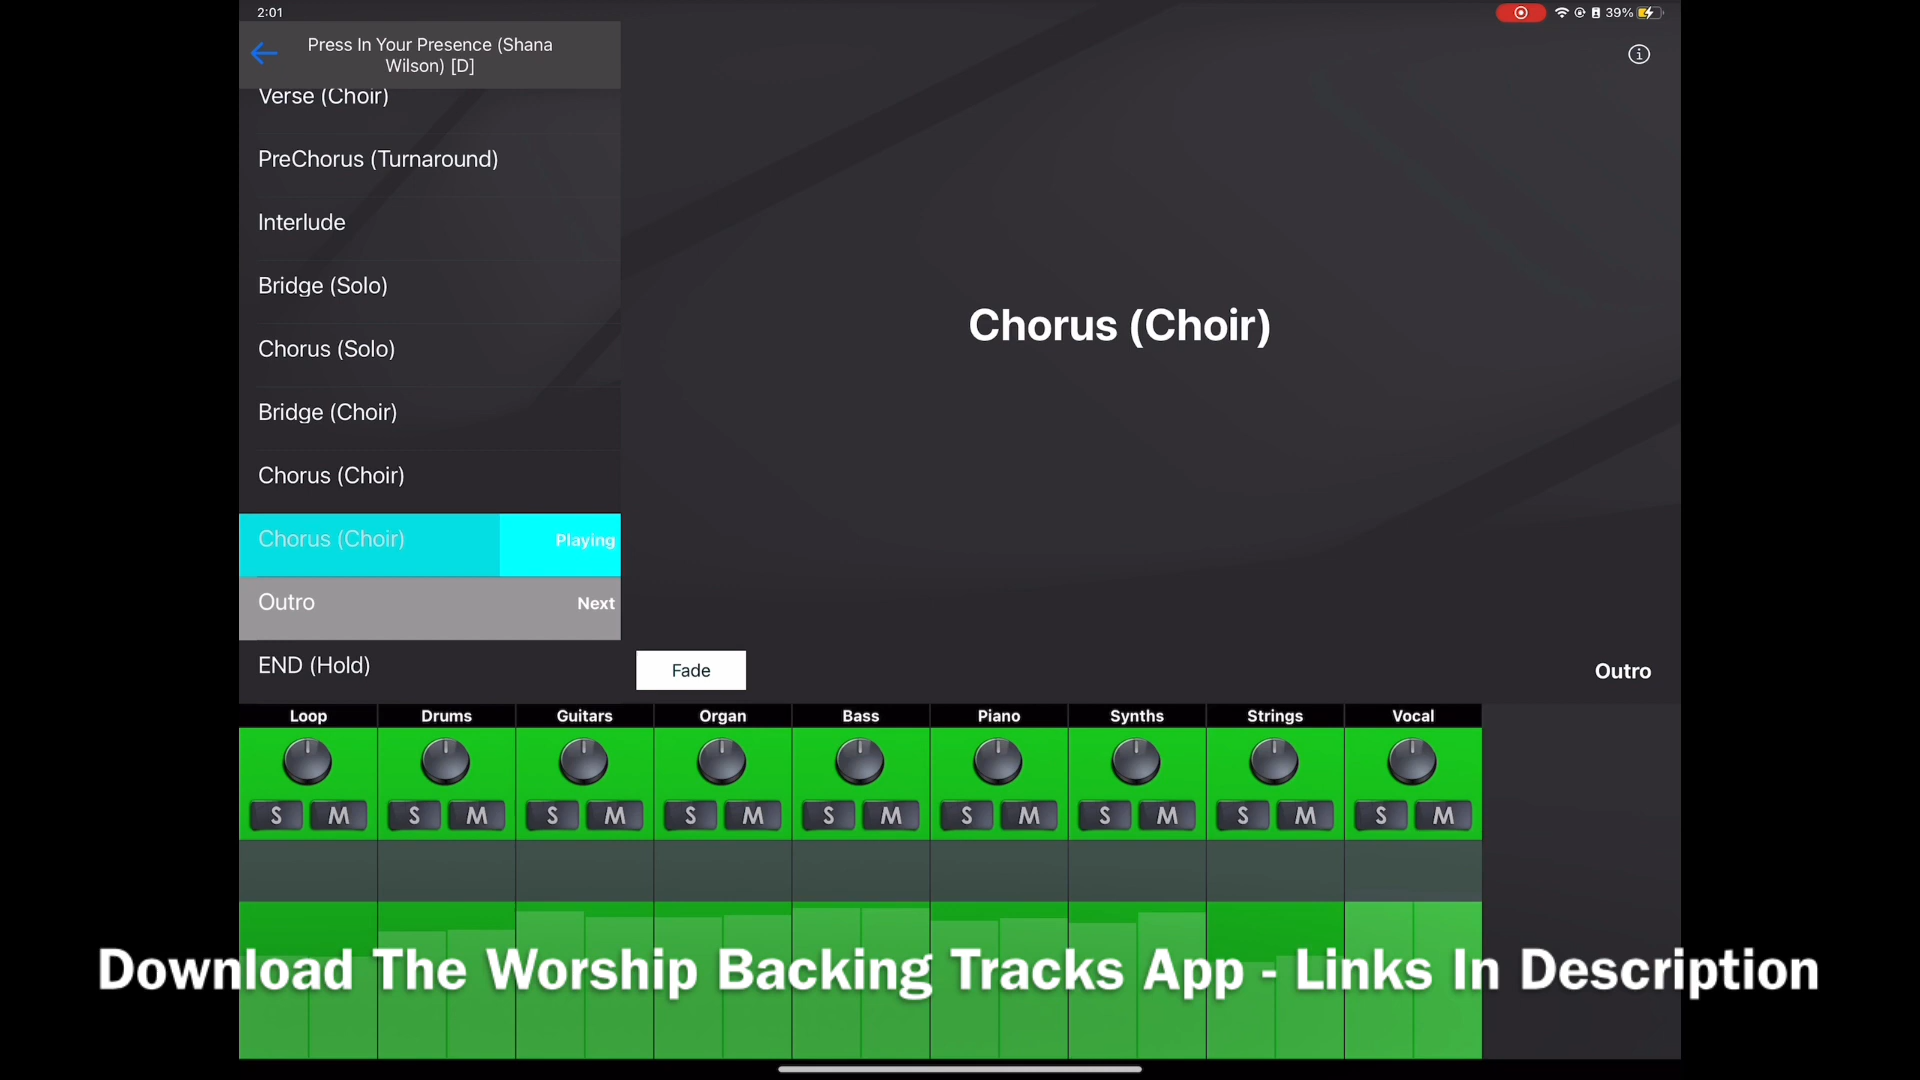 2:01
39%
Press In Your Presence (Shana
Wilson) [D]
Verse (Choir)
PreChorus (Turnaround)
Interlude
Bridge (Solo)
Chorus (Solo)
Bridge (Choir)
Chorus (Choir)
Chorus (Choir) Playing
Outro Next
END (Hold)
Chorus (Choir)
Fade
Outro
Loop Drums Guitars Organ Bass Piano Synths Strings Vocal
S M S M S M S M S M S M S M S M S M
Download The Worship Backing Tracks App - Links In Description